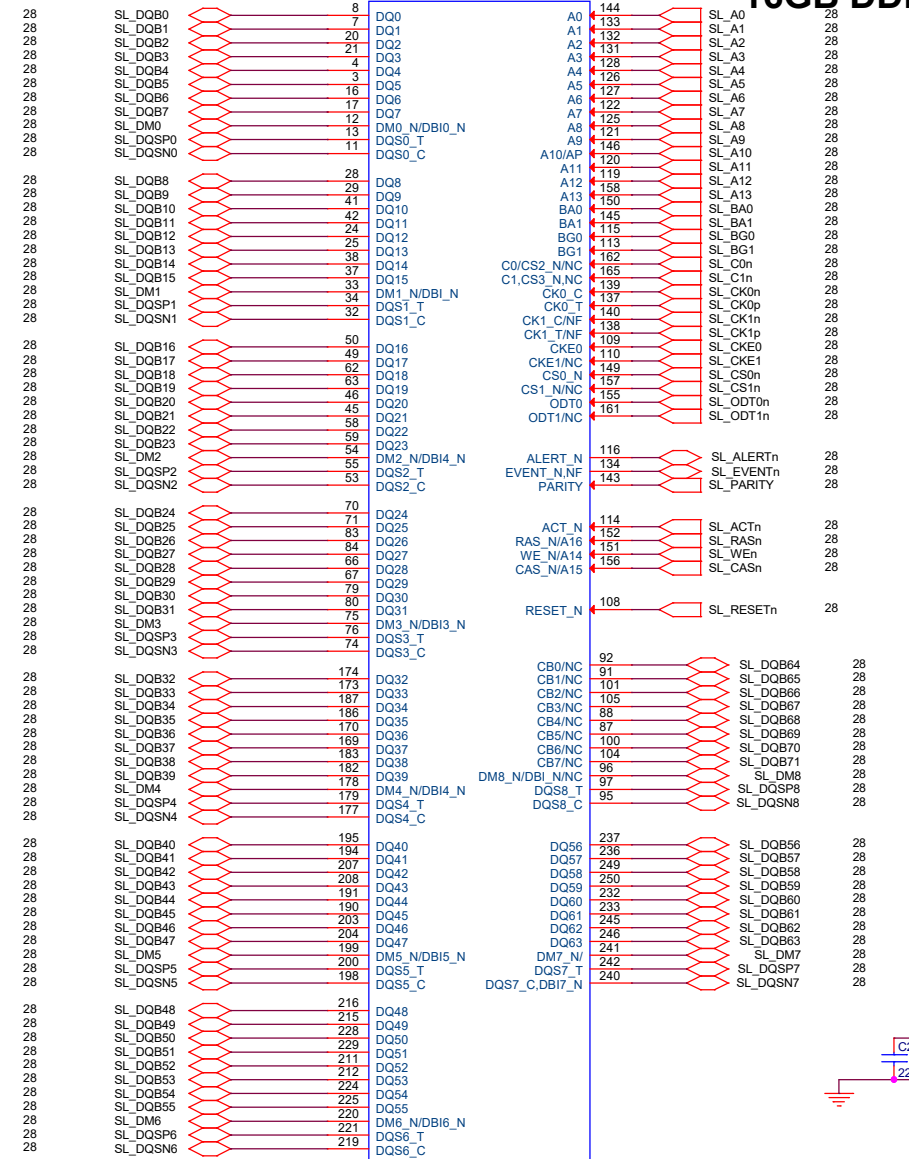 28 SL_DQB0 8 DQ0
28 SL_DQB1 7 DQ1
28 SL_DQB2 20 DQ2
28 SL_DQB3 21 DQ3
28 SL_DQB4 4 DQ4
28 SL_DQB5 3 DQ5
28 SL_DQB6 16 DQ6
28 SL_DQB7 17 DQ7
28 SL_DM0 12 DM0_N/DBI0_N
28 SL_DQSP0 13 DQS0_T
28 SL_DQSN0 11 DQS0_C
28 SL_DQB8 28 DQ8
28 SL_DQB9 29 DQ9
28 SL_DQB10 41 DQ10
28 SL_DQB11 42 DQ11
28 SL_DQB12 24 DQ12
28 SL_DQB13 25 DQ13
28 SL_DQB14 38 DQ14
28 SL_DQB15 37 DQ15
28 SL_DM1 33 DM1_N/DBI_N
28 SL_DQSP1 34 DQS1_T
28 SL_DQSN1 32 DQS1_C
28 SL_DQB16 50 DQ16
28 SL_DQB17 49 DQ17
28 SL_DQB18 62 DQ18
28 SL_DQB19 63 DQ19
28 SL_DQB20 46 DQ20
28 SL_DQB21 45 DQ21
28 SL_DQB22 58 DQ22
28 SL_DQB23 59 DQ23
28 SL_DM2 54 DM2_N/DBI4_N
28 SL_DQSP2 55 DQS2_T
28 SL_DQSN2 53 DQS2_C
28 SL_DQB24 70 DQ24
28 SL_DQB25 71 DQ25
28 SL_DQB26 83 DQ26
28 SL_DQB27 84 DQ27
28 SL_DQB28 66 DQ28
28 SL_DQB29 67 DQ29
28 SL_DQB30 79 DQ30
28 SL_DQB31 80 DQ31
28 SL_DM3 75 DM3_N/DBI3_N
28 SL_DQSP3 76 DQS3_T
28 SL_DQSN3 74 DQS3_C
28 SL_DQB32 174 DQ32
28 SL_DQB33 173 DQ33
28 SL_DQB34 187 DQ34
28 SL_DQB35 186 DQ35
28 SL_DQB36 170 DQ36
28 SL_DQB37 169 DQ37
28 SL_DQB38 183 DQ38
28 SL_DQB39 182 DQ39
28 SL_DM4 178 DM4_N/DBI4_N
28 SL_DQSP4 179 DQS4_T
28 SL_DQSN4 177 DQS4_C
28 SL_DQB40 195 DQ40
28 SL_DQB41 194 DQ41
28 SL_DQB42 207 DQ42
28 SL_DQB43 208 DQ43
28 SL_DQB44 191 DQ44
28 SL_DQB45 190 DQ45
28 SL_DQB46 203 DQ46
28 SL_DQB47 204 DQ47
28 SL_DM5 199 DM5_N/DBI5_N
28 SL_DQSP5 200 DQS5_T
28 SL_DQSN5 198 DQS5_C
28 SL_DQB48 216 DQ48
28 SL_DQB49 215 DQ49
28 SL_DQB50 228 DQ50
28 SL_DQB51 229 DQ51
28 SL_DQB52 211 DQ52
28 SL_DQB53 212 DQ53
28 SL_DQB54 224 DQ54
28 SL_DQB55 225 DQ55
28 SL_DM6 220 DM6_N/DBI6_N
28 SL_DQSP6 221 DQS6_T
28 SL_DQSN6 219 DQS6_C
A0 144 SL_A0 28
A1 133 SL_A1 28
A2 132 SL_A2 28
A3 131 SL_A3 28
A4 128 SL_A4 28
A5 126 SL_A5 28
A6 127 SL_A6 28
A7 122 SL_A7 28
A8 125 SL_A8 28
A9 121 SL_A9 28
A10/AP 146 SL_A10 28
A11 120 SL_A11 28
A12 119 SL_A12 28
A13 158 SL_A13 28
BA0 150 SL_BA0 28
BA1 145 SL_BA1 28
BG0 115 SL_BG0 28
BG1 113 SL_BG1 28
C0/CS2_N/NC 162 SL_C0n 28
C1,CS3_N,NC 165 SL_C1n 28
CK0_C 139 SL_CK0n 28
CK0_T 137 SL_CK0p 28
CK1_C/NF 140 SL_CK1n 28
CK1_T/NF 138 SL_CK1p 28
CKE0 109 SL_CKE0 28
CKE1/NC 110 SL_CKE1 28
CS0_N 149 SL_CS0n 28
CS1_N/NC 157 SL_CS1n 28
ODT0 155 SL_ODT0n 28
ODT1/NC 161 SL_ODT1n 28
ALERT_N 116 SL_ALERTn 28
EVENT_N,NF 134 SL_EVENTn 28
PARITY 143 SL_PARITY 28
ACT_N 114 SL_ACTn 28
RAS_N/A16 152 SL_RASn 28
WE_N/A14 151 SL_WEn 28
CAS_N/A15 156 SL_CASn 28
RESET_N 108 SL_RESETn 28
CB0/NC 92 SL_DQB64 28
CB1/NC 91 SL_DQB65 28
CB2/NC 101 SL_DQB66 28
CB3/NC 105 SL_DQB67 28
CB4/NC 88 SL_DQB68 28
CB5/NC 87 SL_DQB69 28
CB6/NC 100 SL_DQB70 28
CB7/NC 104 SL_DQB71 28
DM8_N/DBI_N/NC 96 SL_DM8 28
DQS8_T 97 SL_DQSP8 28
DQS8_C 95 SL_DQSN8 28
DQ56 237 SL_DQB56 28
DQ57 236 SL_DQB57 28
DQ58 249 SL_DQB58 28
DQ59 250 SL_DQB59 28
DQ60 232 SL_DQB60 28
DQ61 233 SL_DQB61 28
DQ62 245 SL_DQB62 28
DQ63 246 SL_DQB63 28
DM7_N/ 241 SL_DM7 28
DQS7_T 242 SL_DQSP7 28
DQS7_C,DBI7_N 240 SL_DQSN7 28